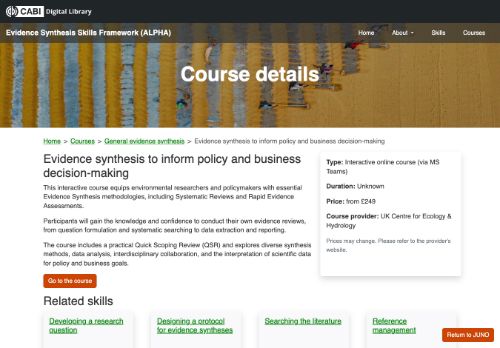 CABI Digital Library
Evidence Synthesis Skills Framework (ALPHA)
Home About Skills Courses
Course details
Home > Courses > General evidence synthesis > Evidence synthesis to inform policy and business decision-making
Evidence synthesis to inform policy and business
decision-making
This interactive course equips environmental researchers and policymakers with essential
Evidence Synthesis methodologies, including Systematic Reviews and Rapid Evidence
Assessments.
Participants will gain the knowledge and confidence to conduct their own evidence reviews,
from question formulation and systematic searching to data extraction and reporting.
The course includes a practical Quick Scoping Review (QSR) and explores diverse synthesis
methods, data analysis, interdisciplinary collaboration, and the interpretation of scientific data
for policy and business goals.
Go to the course
Type: Interactive online course (via MS
Teams)
Duration: Unknown
Price: from £249
Course provider: UK Centre for Ecology &
Hydrology
Prices may change. Please refer to the provider's
website.
Related skills
Developing a research
question
Designing a protocol
for evidence syntheses
Searching the literature
Reference
management
Return to JUNO